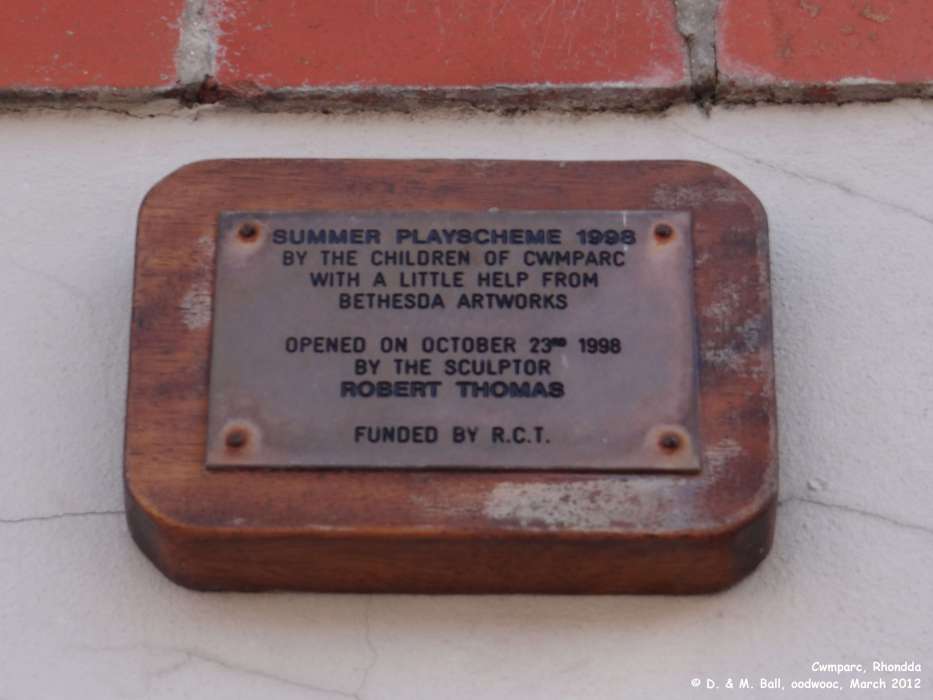 SUMMER PLAYSCHEME 1998
BY THE CHILDREN OF CWMPARC
WITH A LITTLE HELP FROM
BETHESDA ARTWORKS
OPENED ON OCTOBER 23RD 1998
BY THE SCULPTOR
ROBERT THOMAS
FUNDED BY R.C.T.
Cwmparc, Rhondda
© D. & M. Ball, oodwooc, March 2012